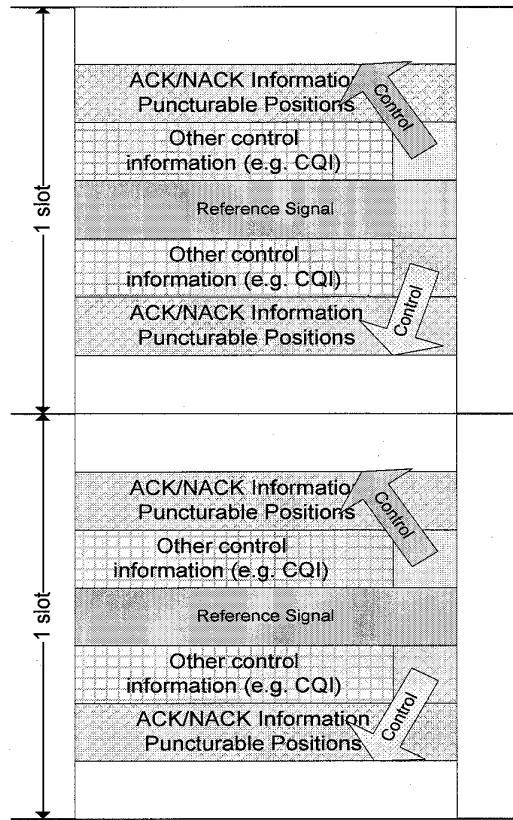 1 slot
ACK/NACK Information
Puncturable Positions
Control
Other control
information (e.g. CQI)
Reference Signal
Other control
information (e.g. CQI)
Control
ACK/NACK Information
Puncturable Positions
1 slot
ACK/NACK Information
Puncturable Positions
Control
Other control
information (e.g. CQI)
Reference Signal
Other control
information (e.g. CQI)
Control
ACK/NACK Information
Puncturable Positions